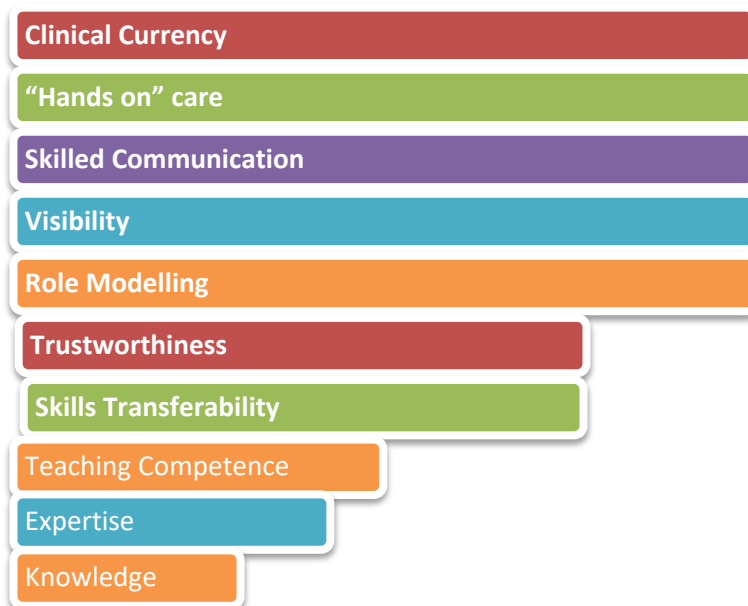 Clinical Currency
“Hands on” care
Skilled Communication
Visibility
Role Modelling
Trustworthiness
Skills Transferability
Teaching Competence
Expertise
Knowledge